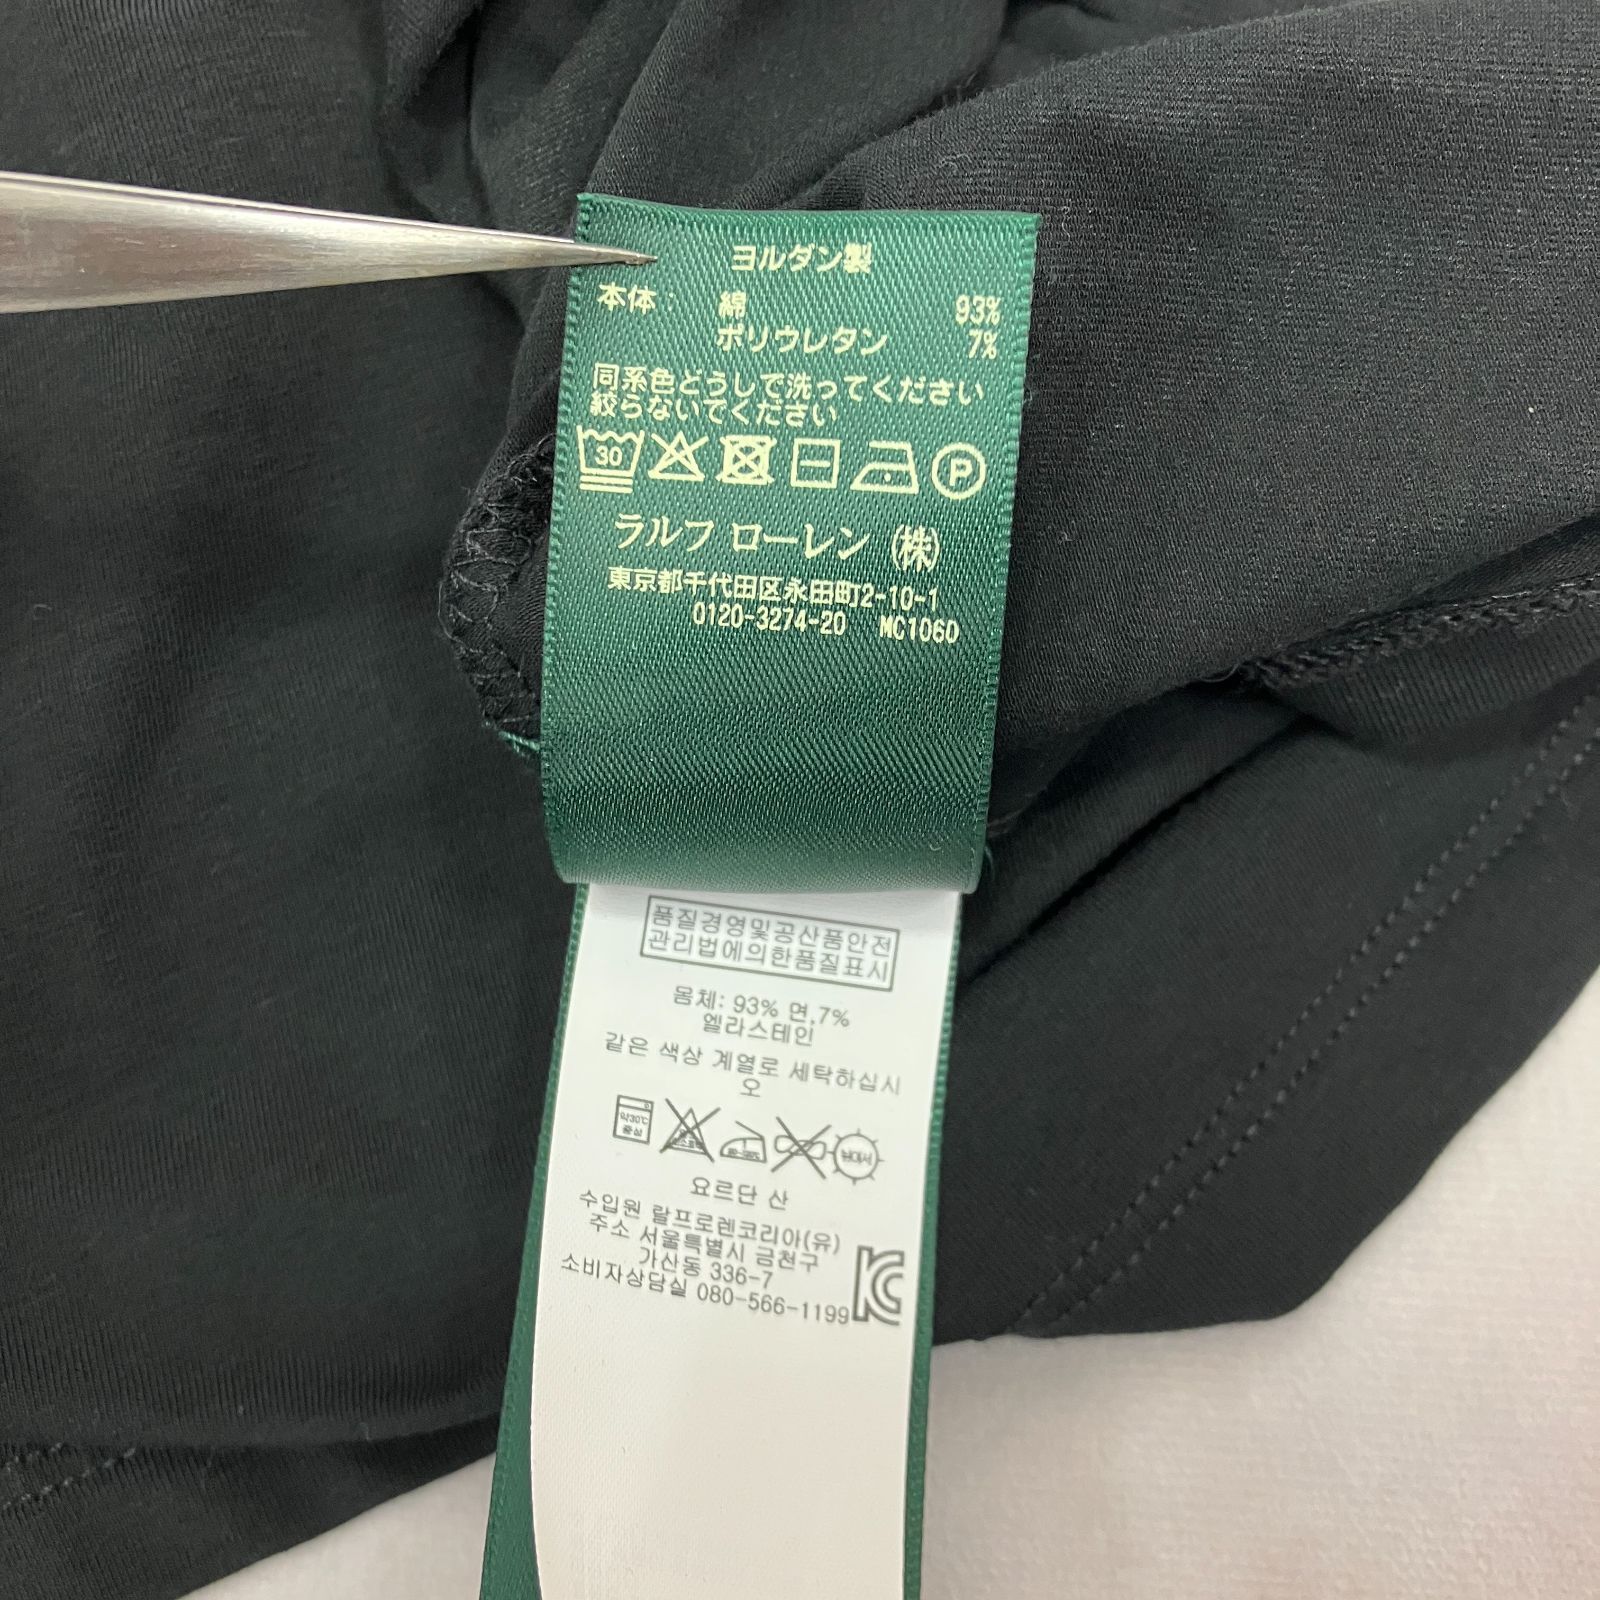 ヨルダン製
本体: 綿 93%
ポリウレタン 7%
同系色どうしで洗ってください
絞らないでください
30
P
ラルフ ローレン (株)
東京都千代田区永田町2-10-1
0120-3274-20 MC1060
품질경영및공산품안전
관리법에의한품질표시
몸체: 93% 면,7%
엘라스테인
같은 색상 계열로 세탁하십시
오
약30℃
중성
요르단 산
수입원 랄프로렌코리아(유)
주소 서울특별시 금천구
가산동 336-7
소비자상담실 080-566-1199